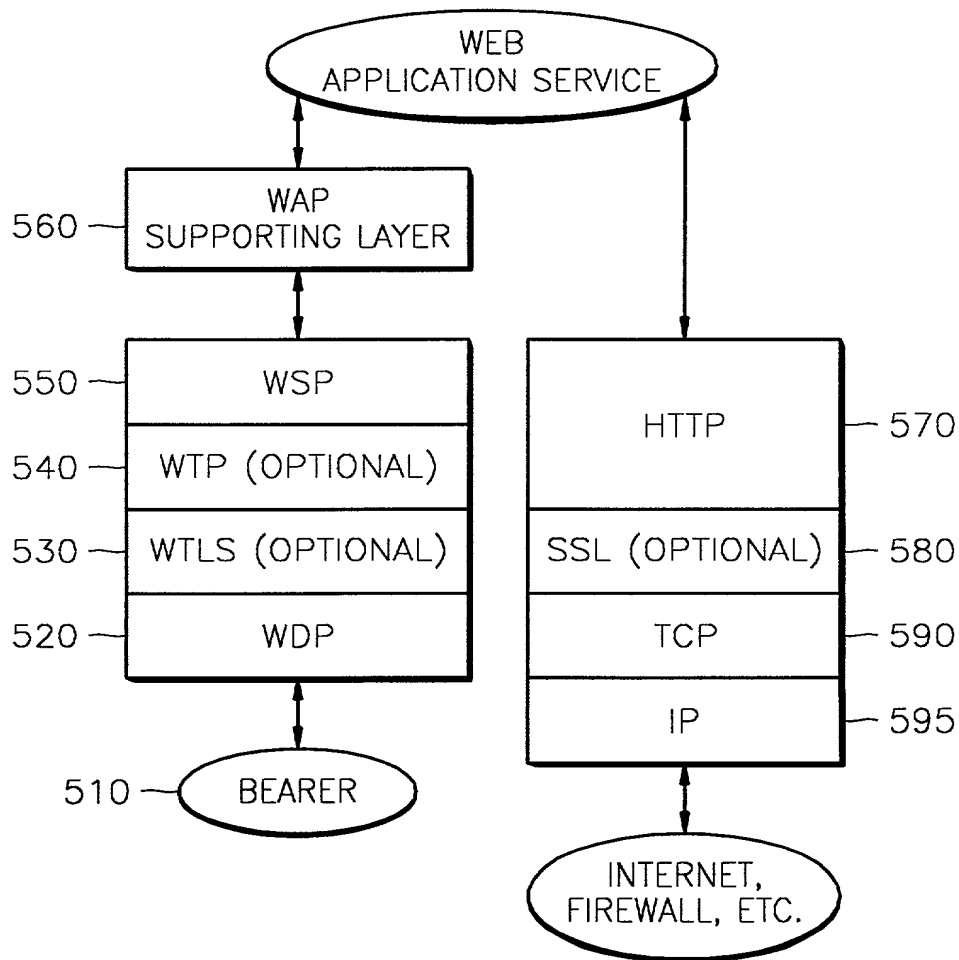 WEB
APPLICATION SERVICE
WAP
SUPPORTING LAYER
560
550
WSP
540
WTP (OPTIONAL)
530
WTLS (OPTIONAL)
520
WDP
510
BEARER
HTTP
570
SSL (OPTIONAL)
580
TCP
590
IP
595
INTERNET,
FIREWALL, ETC.